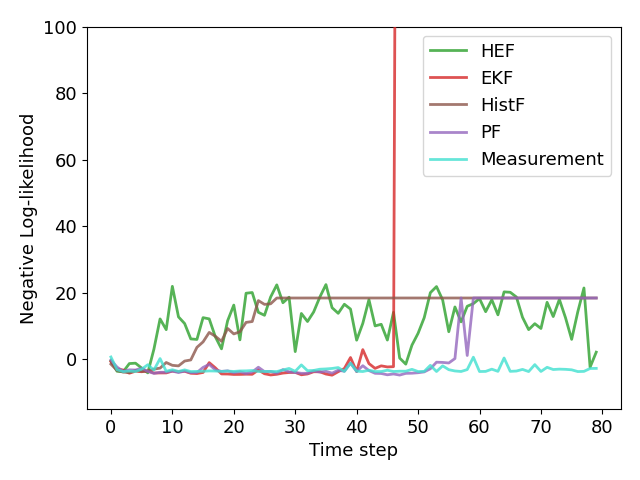 100
80
60
40
20
0
Negative Log-likelihood
HEF
EKF
HistF
PF
Measurement
0 10 20 30 40 50 60 70 80
Time step